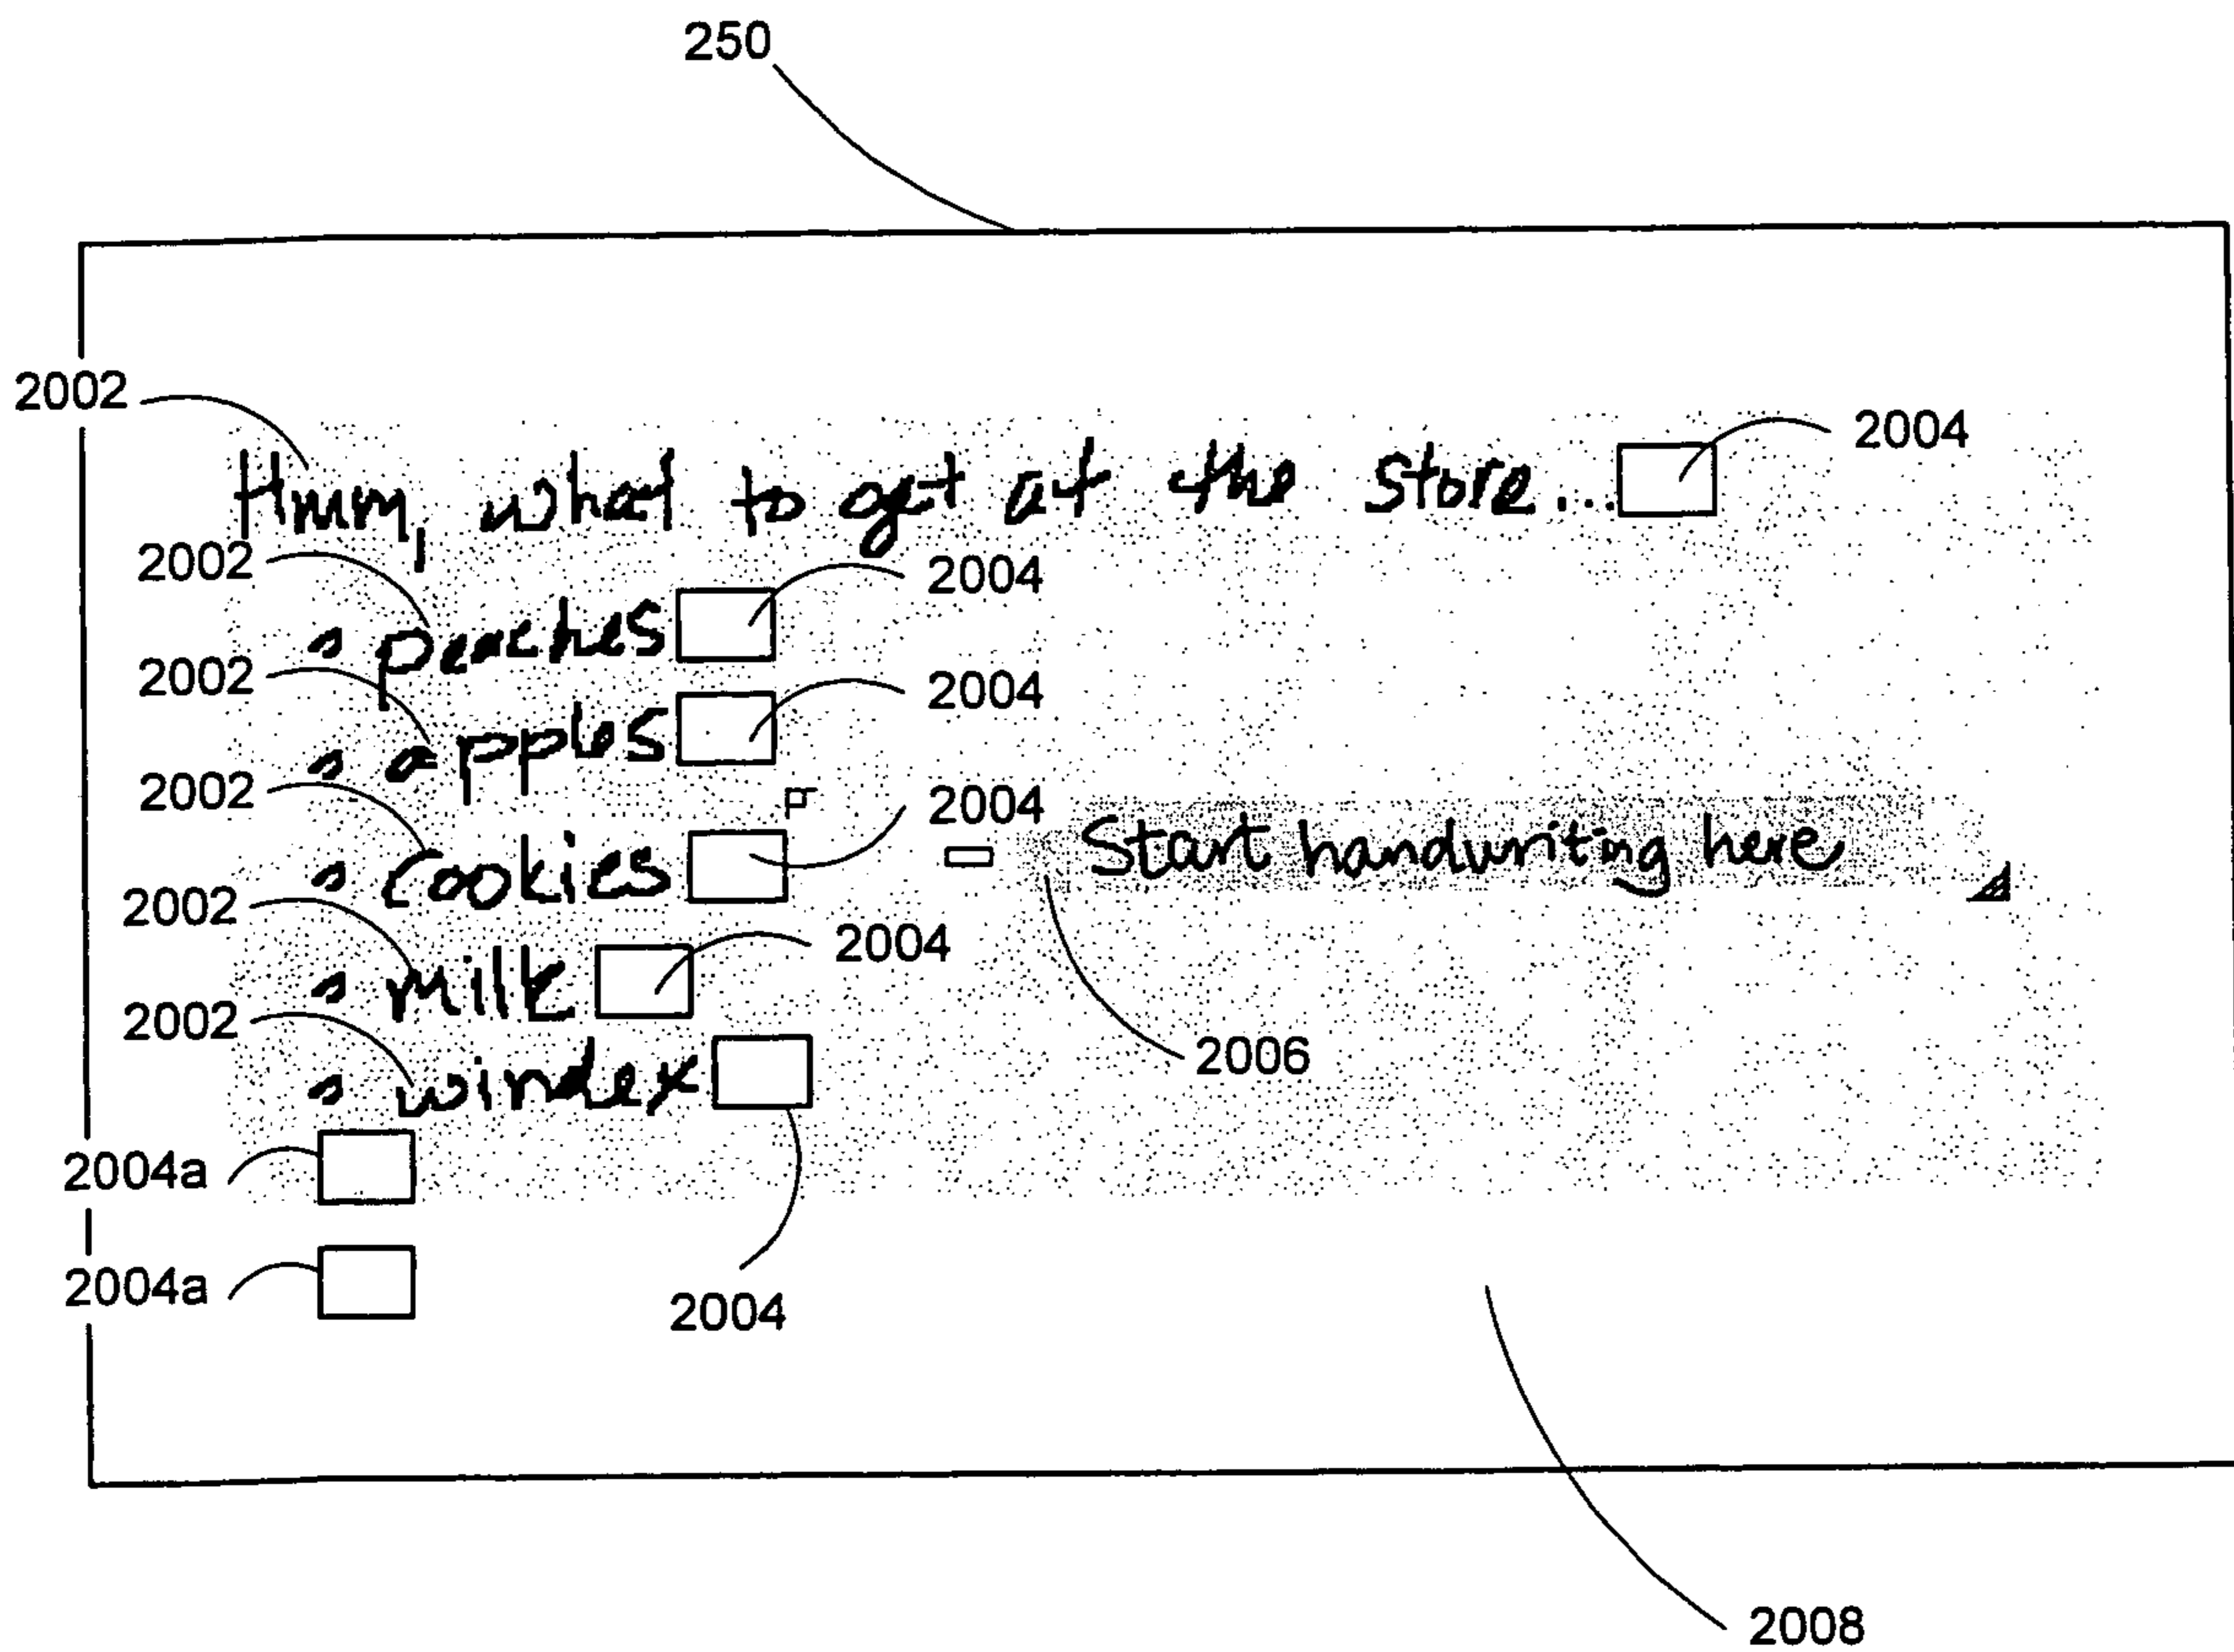 250
2002
Hmm, what to get at the store... 2004
2002
peaches 2004
2002
apples 2004
2002
cookies 2004
Start handwriting here
2002
milk 2004
2006
2002
windex
2004a
2004a
2004
2008